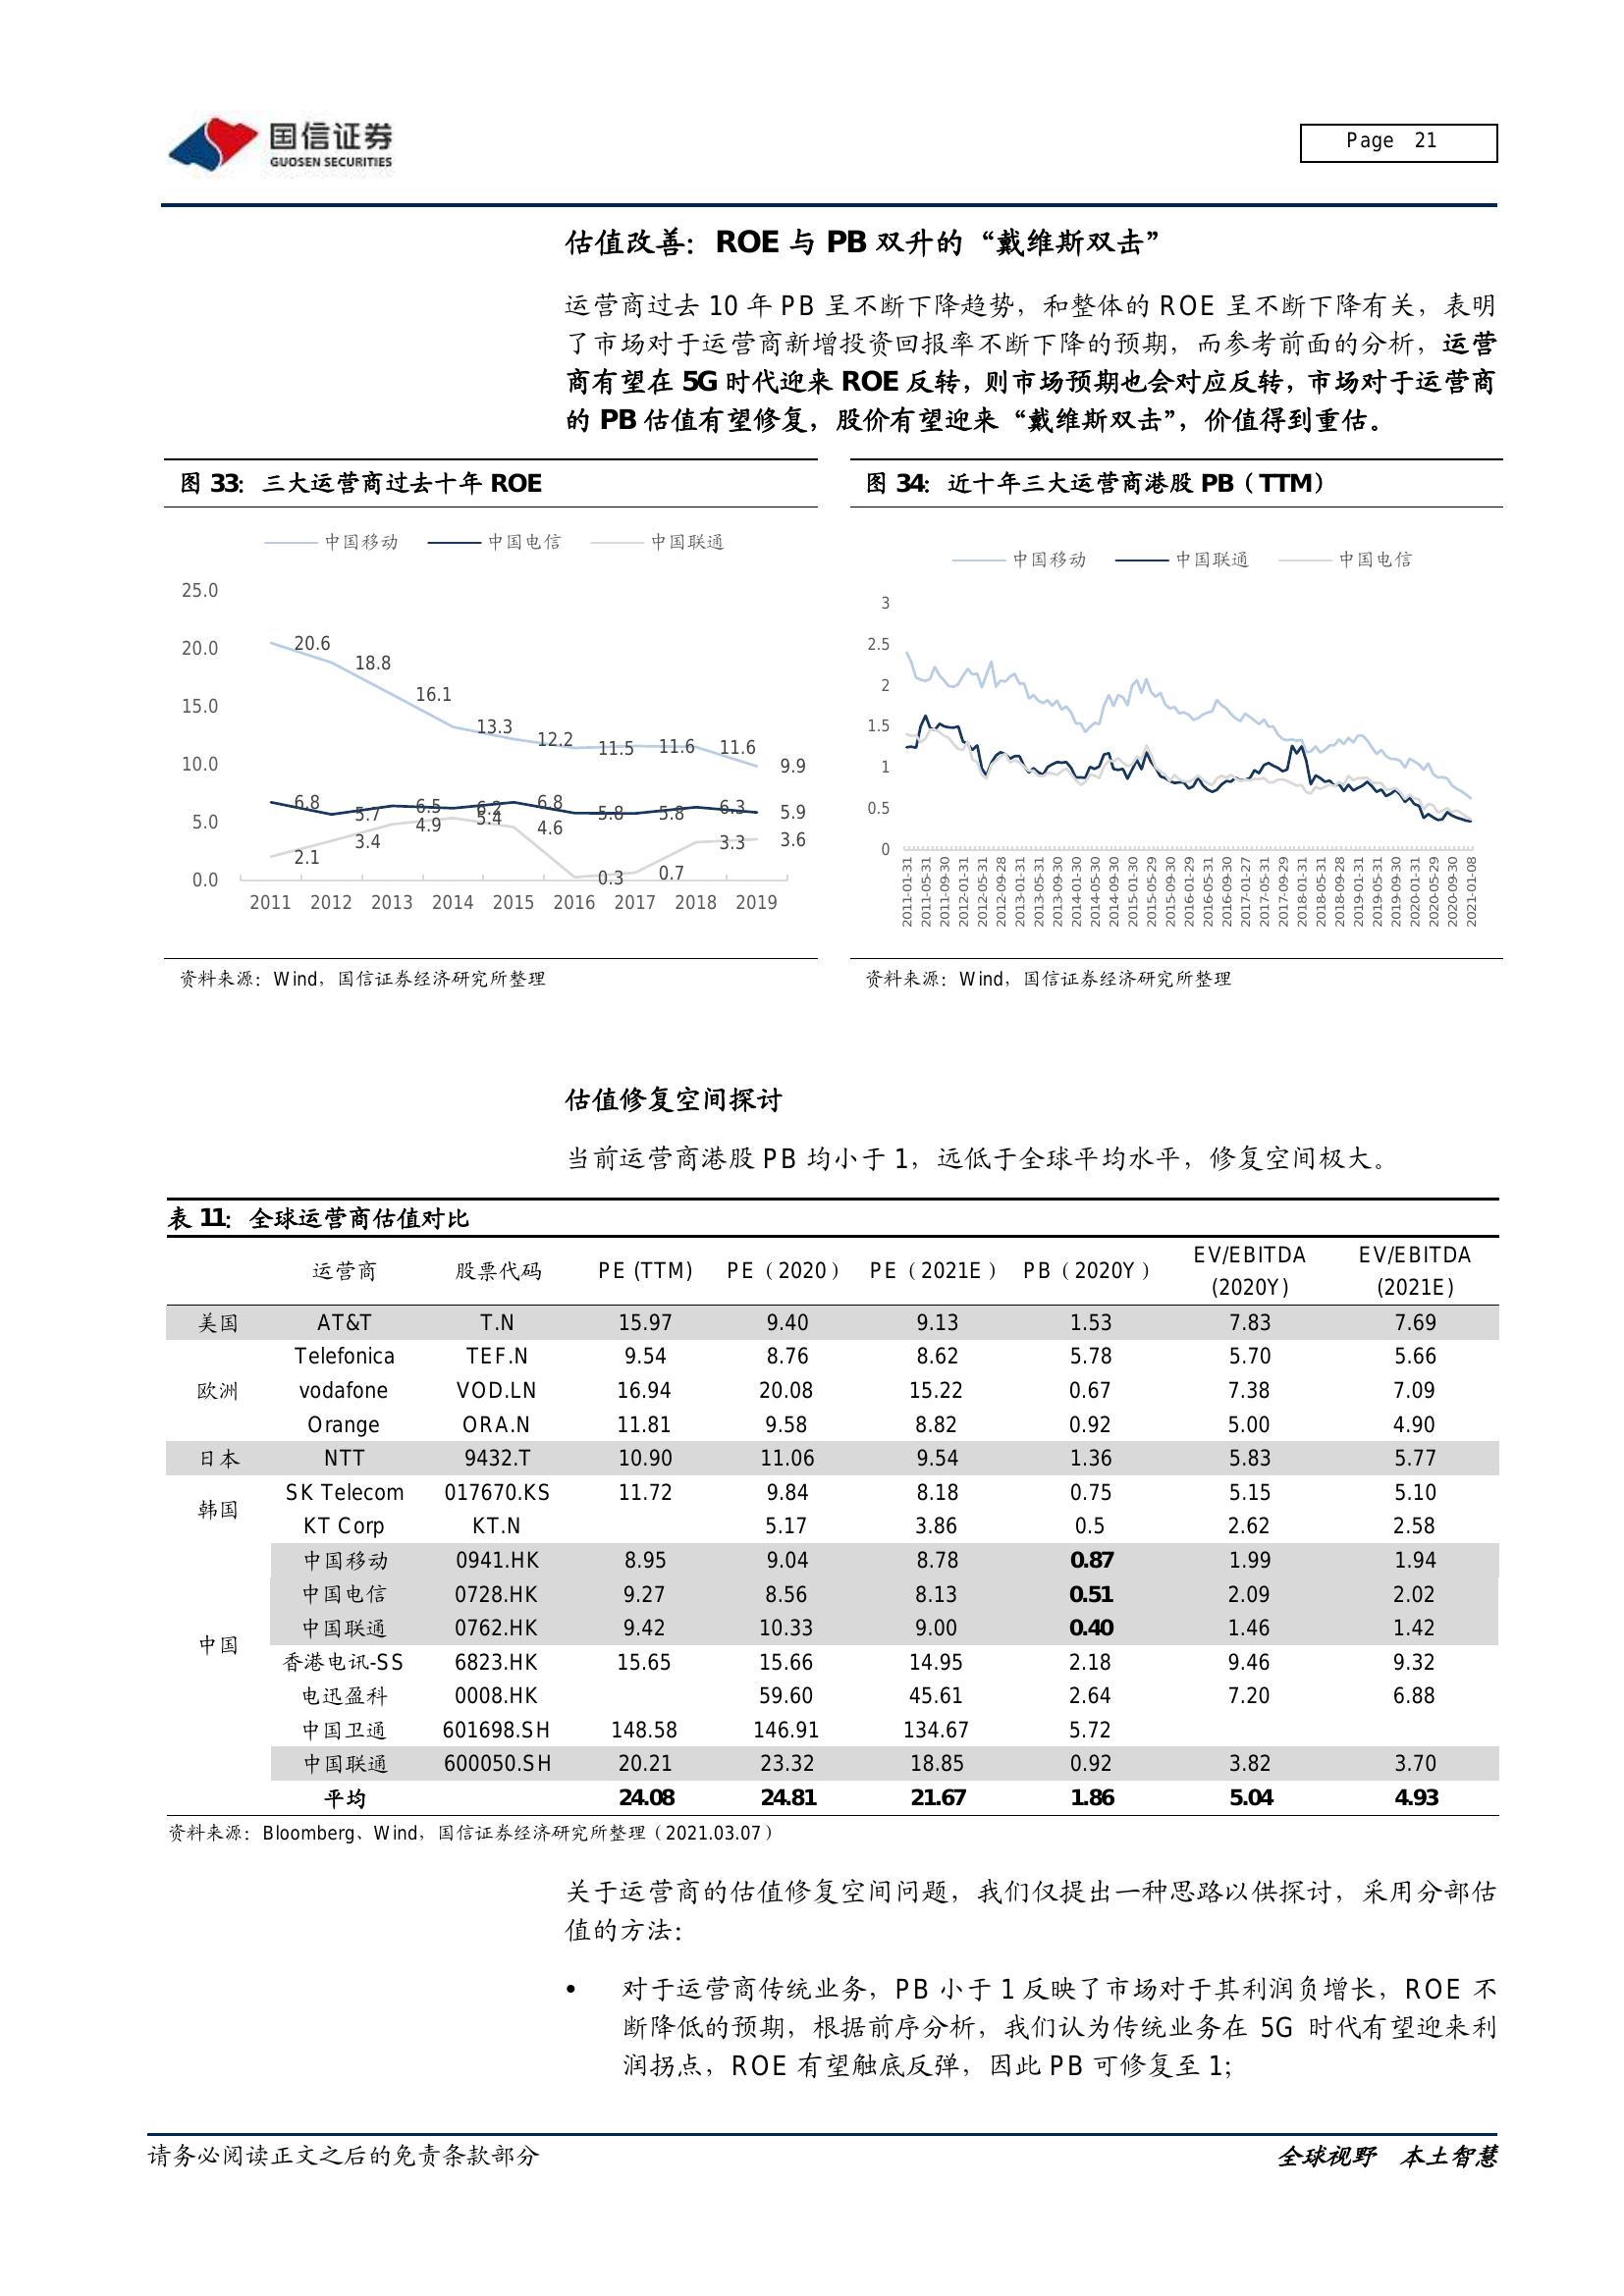 国信证券
GUOSEN SECURITIES
Page 21
估值改善：ROE 与 PB 双升的“戴维斯双击”
运营商过去 10 年 PB 呈不断下降趋势，和整体的 ROE 呈不断下降有关，表明
了市场对于运营商新增投资回报率不断下降的预期，而参考前面的分析，运营
商有望在 5G 时代迎来 ROE 反转，则市场预期也会对应反转，市场对于运营商
的 PB 估值有望修复，股价有望迎来“戴维斯双击”，价值得到重估。
图 33：三大运营商过去十年 ROE
中国移动 中国电信 中国联通
25.0
20.0
15.0
10.0
5.0
0.0
20.6 18.8 16.1 13.3 12.2 11.5 11.6 11.6 9.9
6.8 5.7 6.5 6.2 6.8 5.8 5.8 6.3 5.9
2.1 3.4 4.9 5.4 4.6 0.3 0.7 3.3 3.6
2011 2012 2013 2014 2015 2016 2017 2018 2019
资料来源：Wind，国信证券经济研究所整理
图 34：近十年三大运营商港股 PB（TTM）
中国移动 中国联通 中国电信
3
2.5
2
1.5
1
0.5
0
2011-01-31
2011-05-31
2011-09-30
2012-01-31
2012-05-31
2012-09-28
2013-01-31
2013-05-31
2013-09-30
2014-01-30
2014-05-30
2014-09-30
2015-01-30
2015-05-29
2015-09-30
2016-01-29
2016-05-31
2016-09-30
2017-01-27
2017-05-31
2017-09-29
2018-01-31
2018-05-31
2018-09-28
2019-01-31
2019-05-31
2019-09-30
2020-01-31
2020-05-29
2020-09-30
2021-01-08
资料来源：Wind，国信证券经济研究所整理
估值修复空间探讨
当前运营商港股 PB 均小于 1，远低于全球平均水平，修复空间极大。
表 11：全球运营商估值对比
运营商 股票代码 PE (TTM) PE（2020） PE（2021E） PB（2020Y） EV/EBITDA (2020Y) EV/EBITDA (2021E)
美国 AT&T T.N 15.97 9.40 9.13 1.53 7.83 7.69
Telefonica TEF.N 9.54 8.76 8.62 5.78 5.70 5.66
欧洲 vodafone VOD.LN 16.94 20.08 15.22 0.67 7.38 7.09
Orange ORA.N 11.81 9.58 8.82 0.92 5.00 4.90
日本 NTT 9432.T 10.90 11.06 9.54 1.36 5.83 5.77
韩国 SK Telecom 017670.KS 11.72 9.84 8.18 0.75 5.15 5.10
KT Corp KT.N 5.17 3.86 0.5 2.62 2.58
中国移动 0941.HK 8.95 9.04 8.78 0.87 1.99 1.94
中国电信 0728.HK 9.27 8.56 8.13 0.51 2.09 2.02
中国联通 0762.HK 9.42 10.33 9.00 0.40 1.46 1.42
中国 香港电讯-SS 6823.HK 15.65 15.66 14.95 2.18 9.46 9.32
电迅盈科 0008.HK 59.60 45.61 2.64 7.20 6.88
中国卫通 601698.SH 148.58 146.91 134.67 5.72
中国联通 600050.SH 20.21 23.32 18.85 0.92 3.82 3.70
平均 24.08 24.81 21.67 1.86 5.04 4.93
资料来源：Bloomberg、Wind，国信证券经济研究所整理（2021.03.07）
关于运营商的估值修复空间问题，我们仅提出一种思路以供探讨，采用分部估
值的方法：
• 对于运营商传统业务，PB 小于 1 反映了市场对于其利润负增长，ROE 不
断降低的预期，根据前序分析，我们认为传统业务在 5G 时代有望迎来利
润拐点，ROE 有望触底反弹，因此 PB 可修复至 1；
请务必阅读正文之后的免责条款部分
全球视野 本土智慧